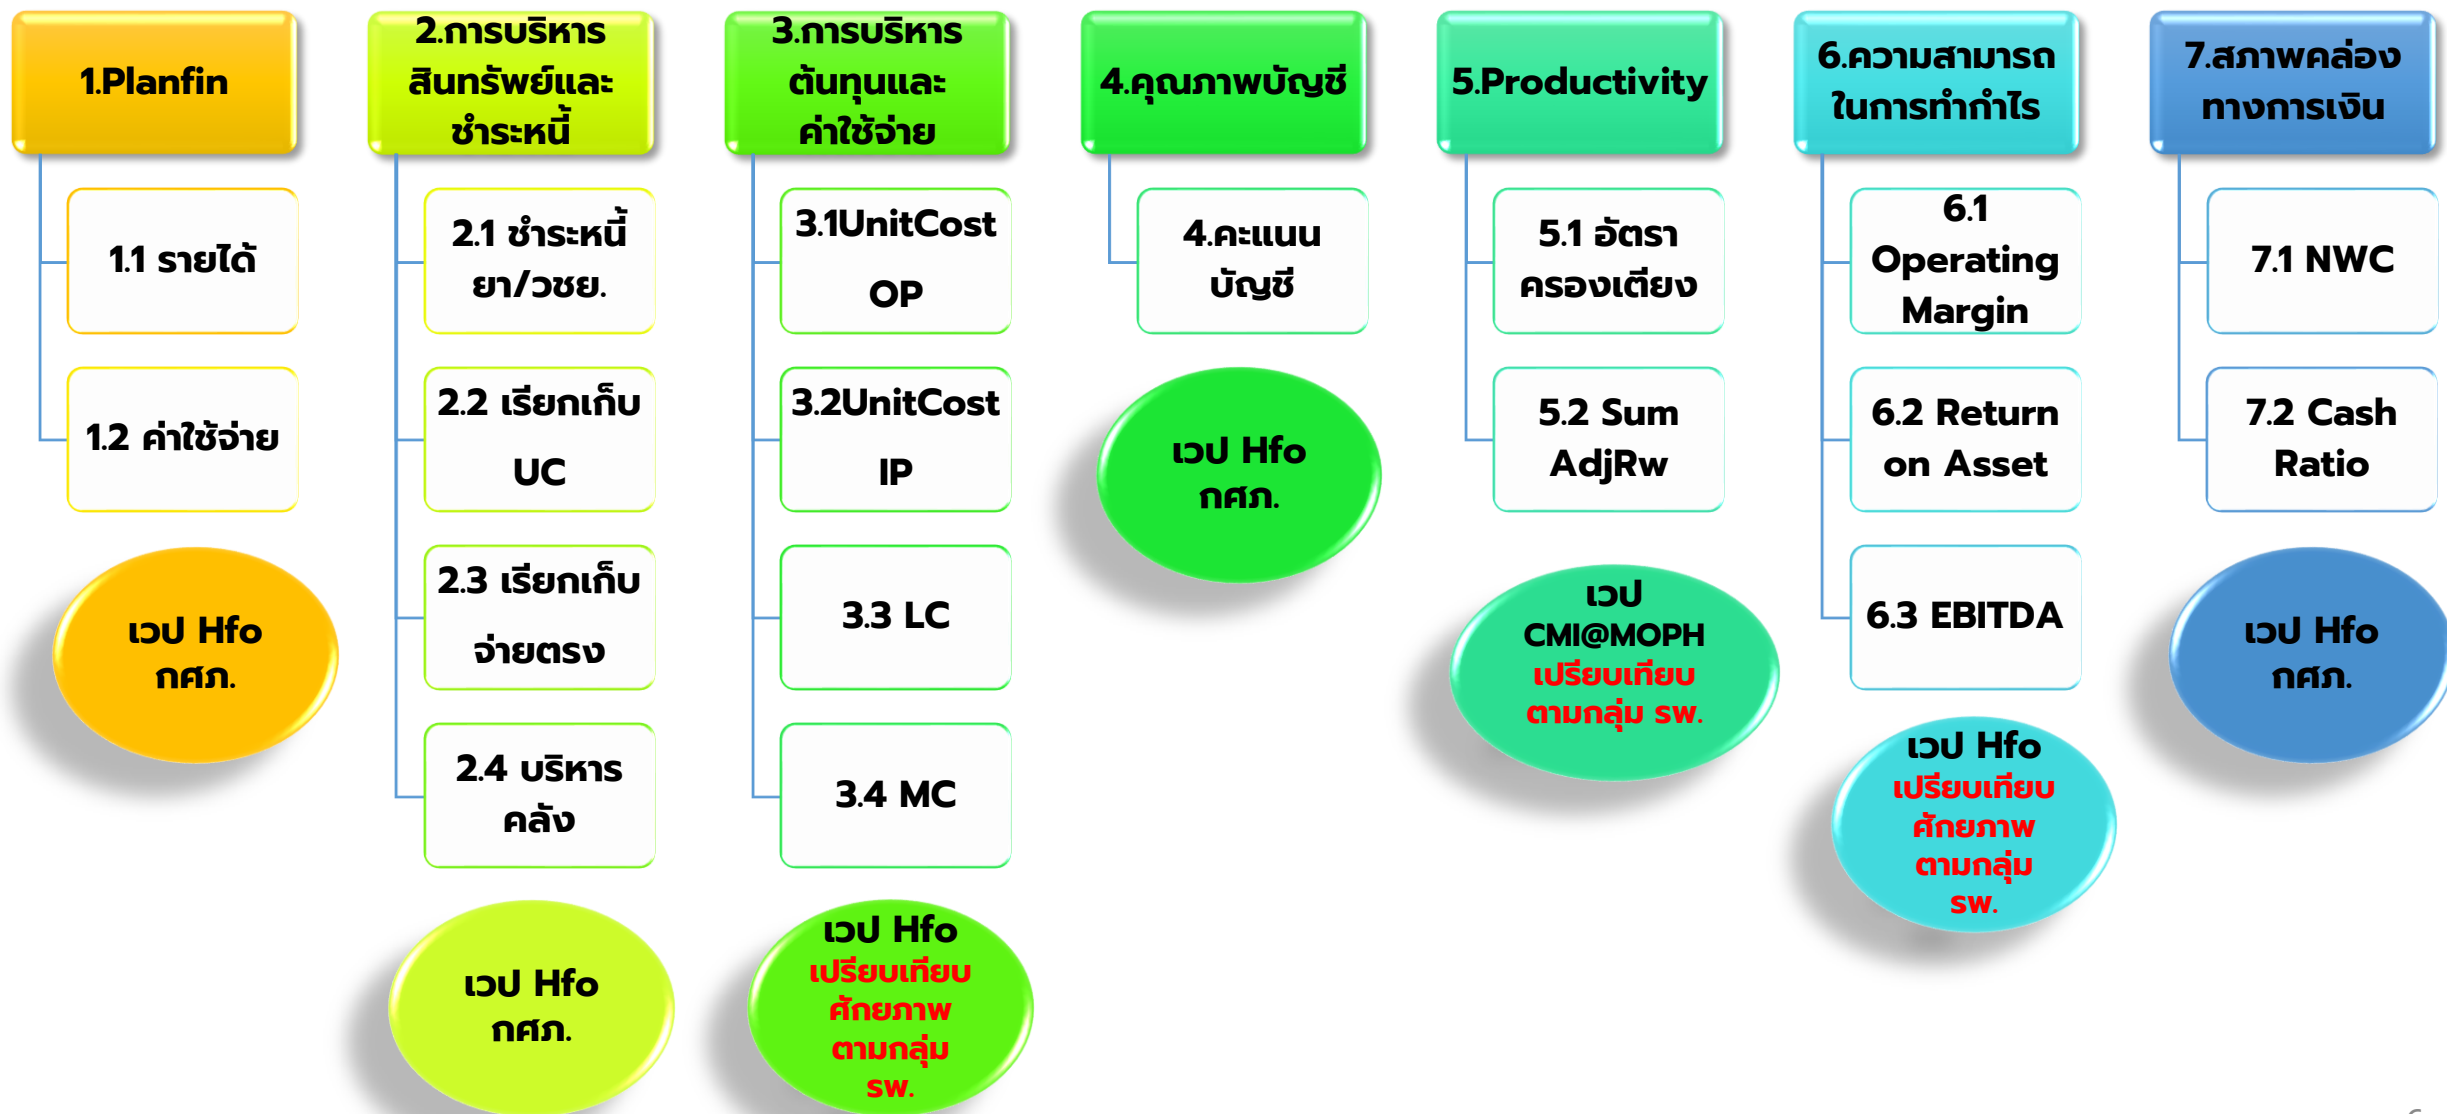 1.Planfin
1.1 รายได้
1.2 ค่าใช้จ่าย
เวป Hfo
กศภ.
2.การบริหาร
สินทรัพย์และ
ชำระหนี้
2.1 ชำระหนี้
ยา/วชย.
2.2 เรียกเก็บ
UC
2.3 เรียกเก็บ
จ่ายตรง
2.4 บริหาร
คลัง
เวป Hfo
กศภ.
3.การบริหาร
ต้นทุนและ
ค่าใช้จ่าย
3.1UnitCost
OP
3.2UnitCost
IP
3.3 LC
3.4 MC
เวป Hfo
เปรียบเทียบ
ศักยภาพ
ตามกลุ่ม
รพ.
4.คุณภาพบัญชี
4.คะแนน
บัญชี
เวป Hfo
กศภ.
5.Productivity
5.1 อัตรา
ครองเตียง
5.2 Sum
AdjRw
เวป
CMI@MOPH
เปรียบเทียบ
ตามกลุ่ม รพ.
6.ความสามารถ
ในการทำกำไร
6.1
Operating
Margin
6.2 Return
on Asset
6.3 EBITDA
เวป Hfo
เปรียบเทียบ
ศักยภาพ
ตามกลุ่ม
รพ.
7.สภาพคล่อง
ทางการเงิน
7.1 NWC
7.2 Cash
Ratio
เวป Hfo
กศภ.